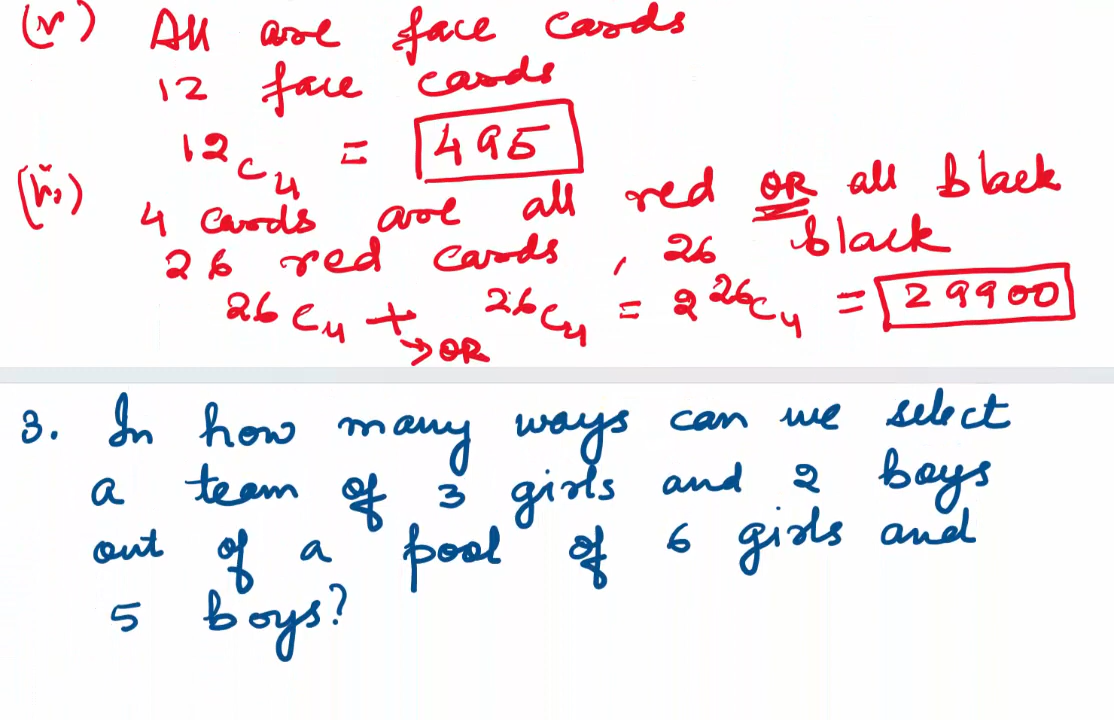 (v) All are face cards
12 face cards
12C4 = 495
(vi) 4 cards are all red OR all black
26 red cards, 26 black
26C4 + 26C4 = 2 26C4 = 29900
→ OR
3. In how many ways can we select
a team of 3 girls and 2 boys
out of a pool of 6 girls and
5 boys?